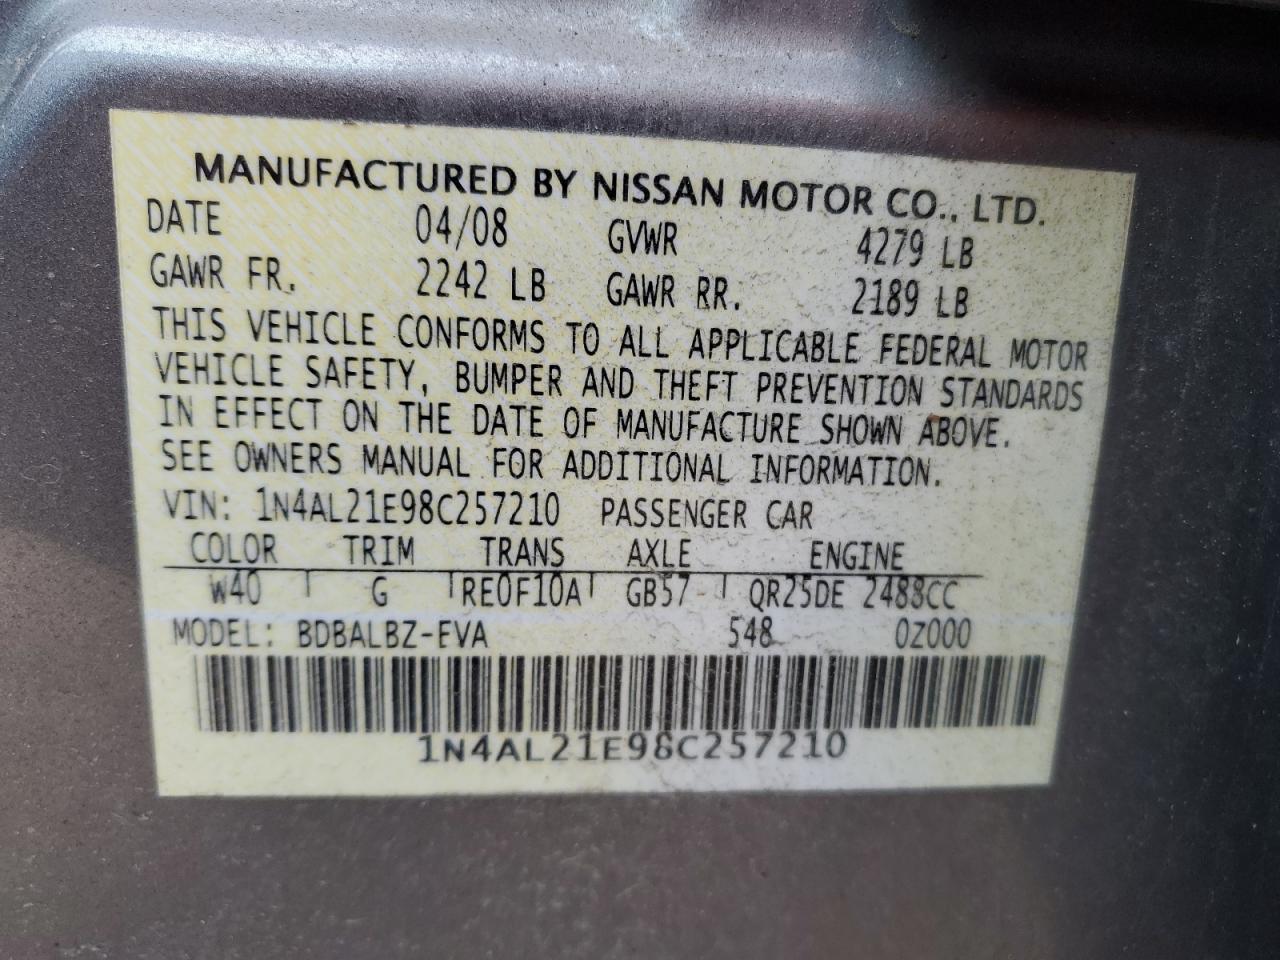 MANUFACTURED BY NISSAN MOTOR CO., LTD.
DATE 04/08 GVWR 4279 LB
GAWR FR. 2242 LB GAWR RR. 2189 LB
THIS VEHICLE CONFORMS TO ALL APPLICABLE FEDERAL MOTOR
VEHICLE SAFETY, BUMPER AND THEFT PREVENTION STANDARDS
IN EFFECT ON THE DATE OF MANUFACTURE SHOWN ABOVE.
SEE OWNERS MANUAL FOR ADDITIONAL INFORMATION.
VIN: 1N4AL21E98C257210 PASSENGER CAR
COLOR TRIM TRANS AXLE ENGINE
W40 G RE0F10A GB57 QR25DE 2488CC
MODEL: BDBALBZ-EVA 548 0Z000
1N4AL21E98C257210